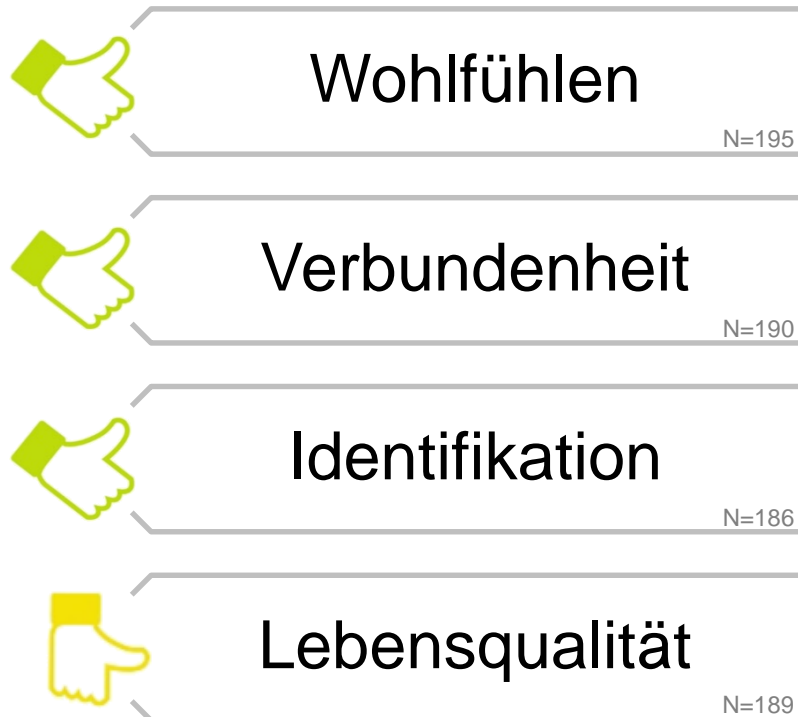 Wohlfühlen
N=195
Verbundenheit
N=190
Identifikation
N=186
Lebensqualität
N=189